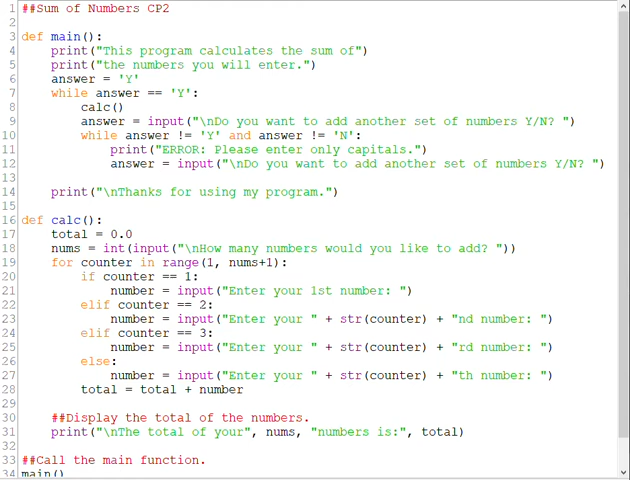 1 ##Sum of Numbers CP2
2
3 def main():
4     print("This program calculates the sum of")
5     print("the numbers you will enter.")
6     answer = 'Y'
7     while answer == 'Y':
8         calc()
9         answer = input("\nDo you want to add another set of numbers Y/N? ")
10         while answer != 'Y' and answer != 'N':
11             print("ERROR: Please enter only capitals.")
12             answer = input("\nDo you want to add another set of numbers Y/N? ")
13
14     print("\nThanks for using my program.")
15
16 def calc():
17     total = 0.0
18     nums = int(input("\nHow many numbers would you like to add? "))
19     for counter in range(1, nums+1):
20         if counter == 1:
21             number = input("Enter your 1st number: ")
22         elif counter == 2:
23             number = input("Enter your " + str(counter) + "nd number: ")
24         elif counter == 3:
25             number = input("Enter your " + str(counter) + "rd number: ")
26         else:
27             number = input("Enter your " + str(counter) + "th number: ")
28         total = total + number
29
30     ##Display the total of the numbers.
31     print("\nThe total of your", nums, "numbers is:", total)
32
33 ##Call the main function.
34 main()